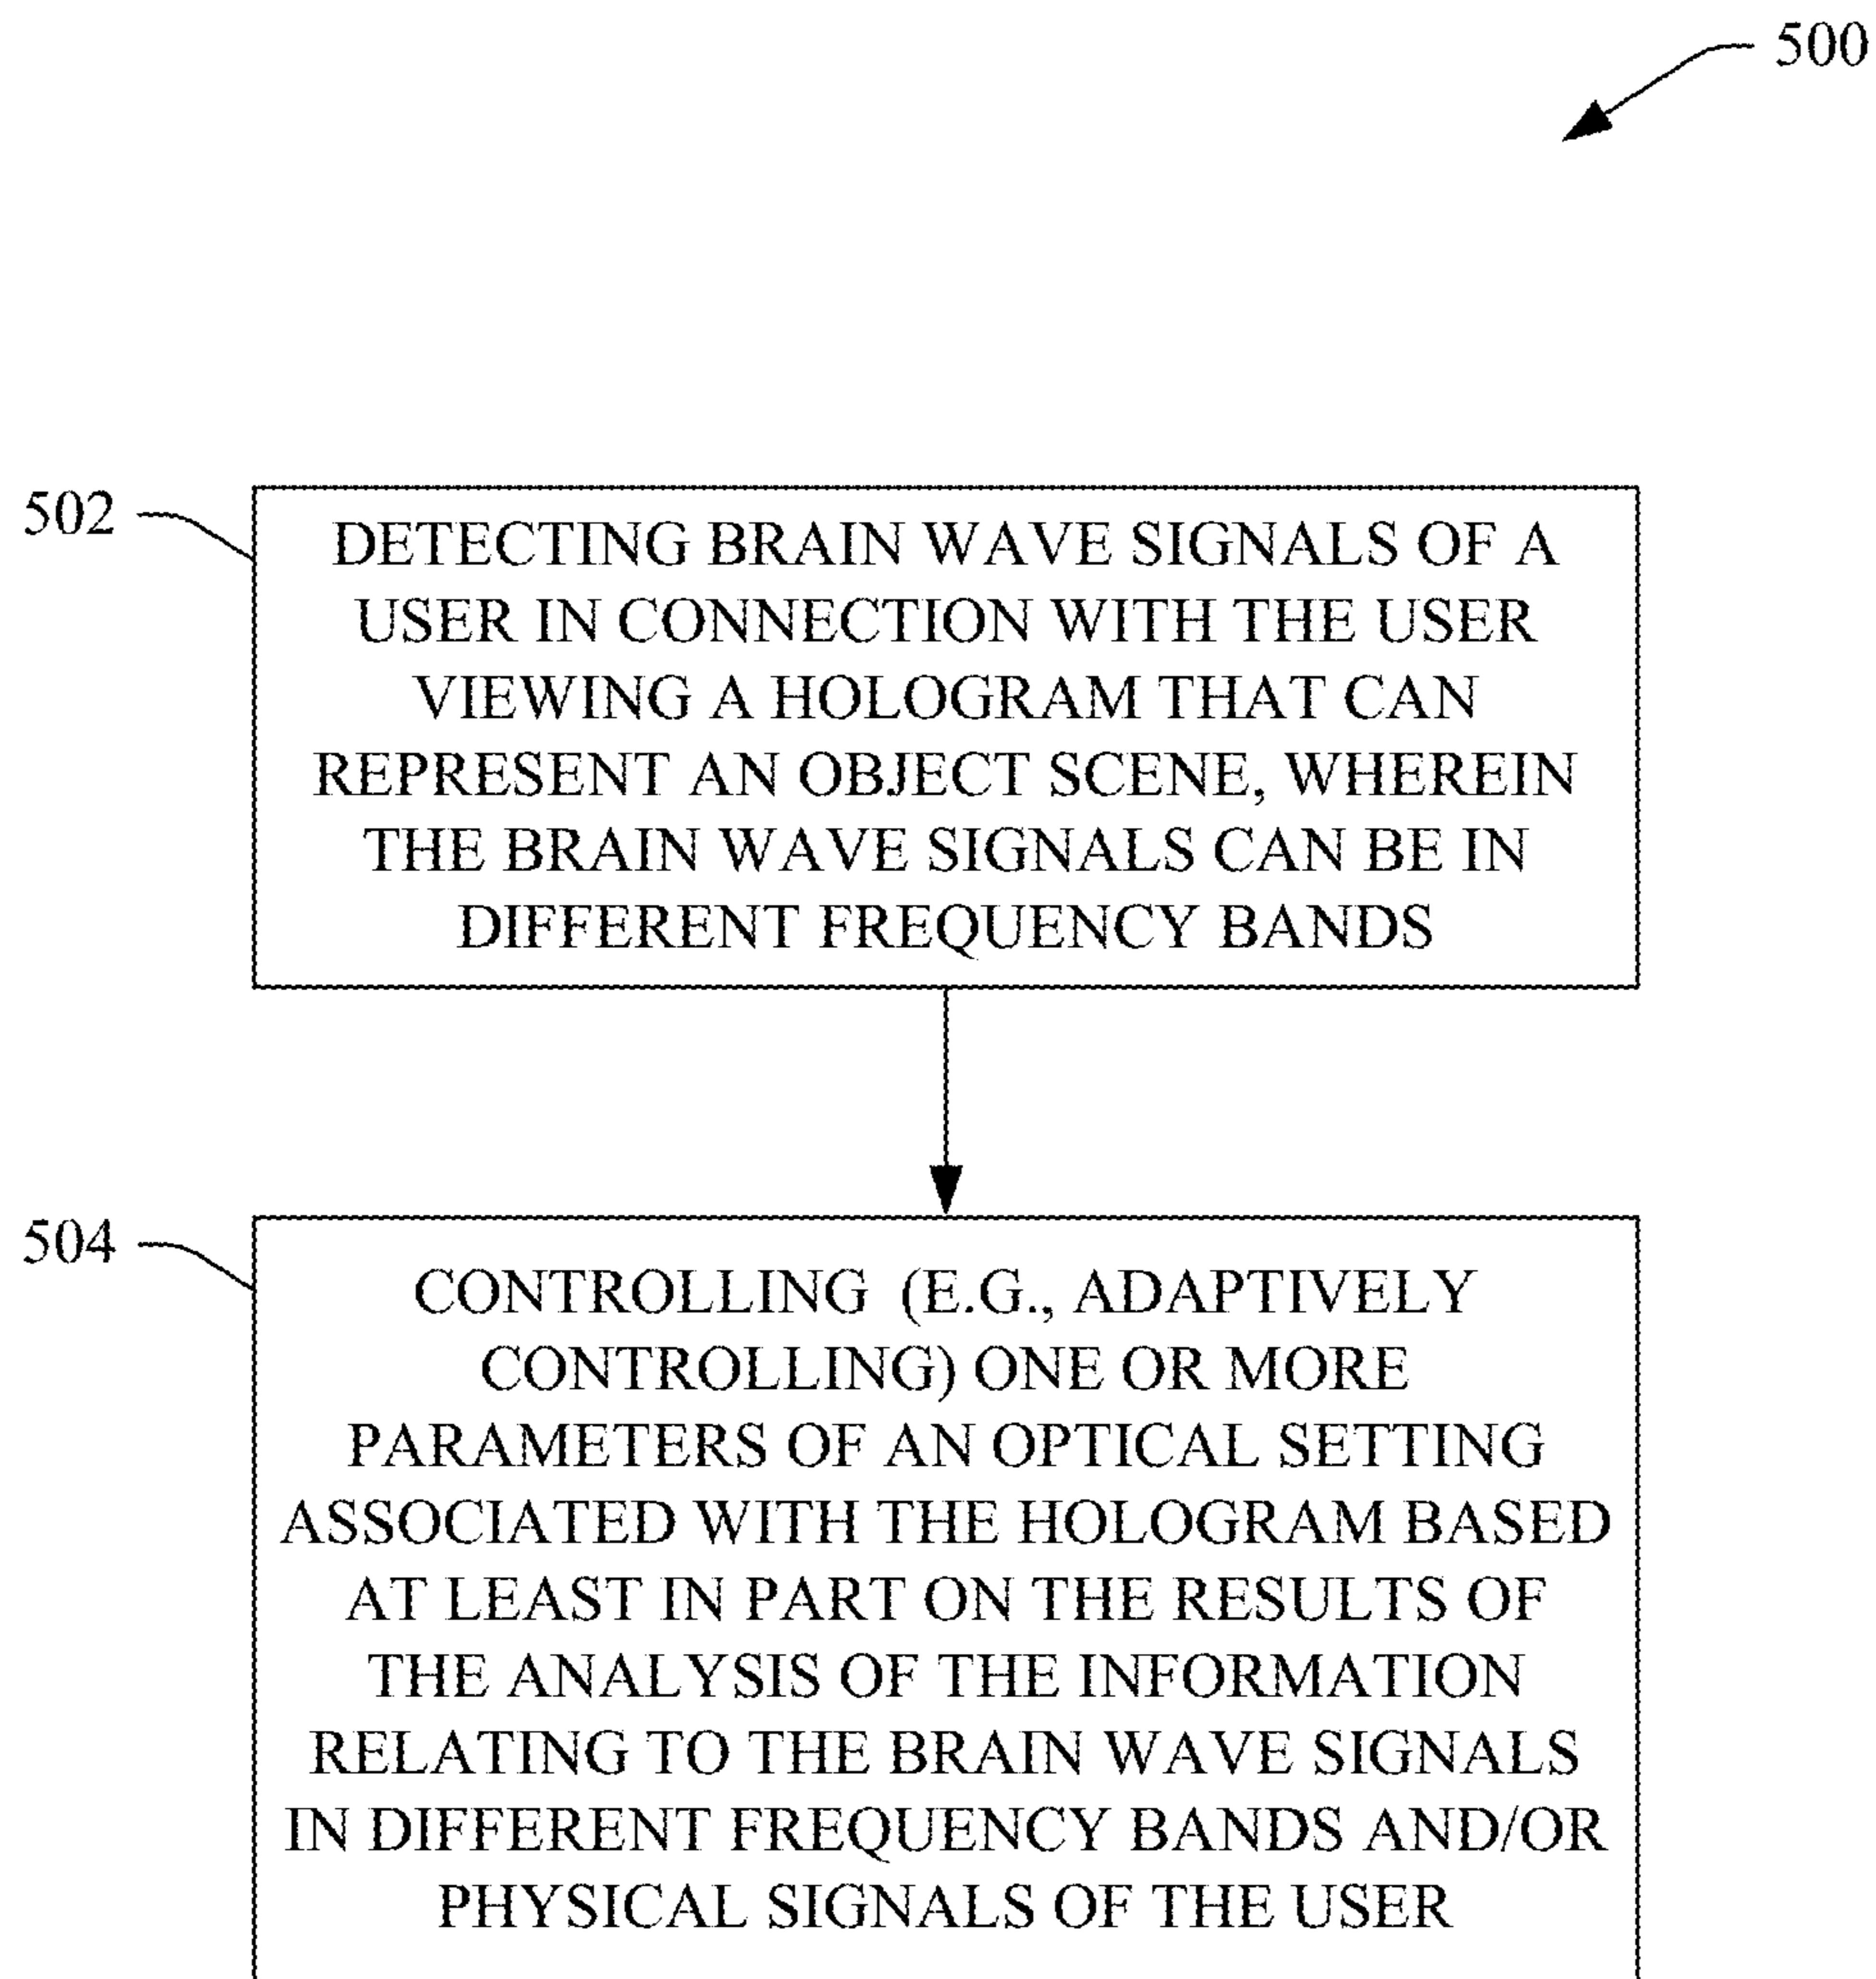 500
502
DETECTING BRAIN WAVE SIGNALS OF A
USER IN CONNECTION WITH THE USER
VIEWING A HOLOGRAM THAT CAN
REPRESENT AN OBJECT SCENE, WHEREIN
THE BRAIN WAVE SIGNALS CAN BE IN
DIFFERENT FREQUENCY BANDS
504
CONTROLLING (E.G., ADAPTIVELY
CONTROLLING) ONE OR MORE
PARAMETERS OF AN OPTICAL SETTING
ASSOCIATED WITH THE HOLOGRAM BASED
AT LEAST IN PART ON THE RESULTS OF
THE ANALYSIS OF THE INFORMATION
RELATING TO THE BRAIN WAVE SIGNALS
IN DIFFERENT FREQUENCY BANDS AND/OR
PHYSICAL SIGNALS OF THE USER